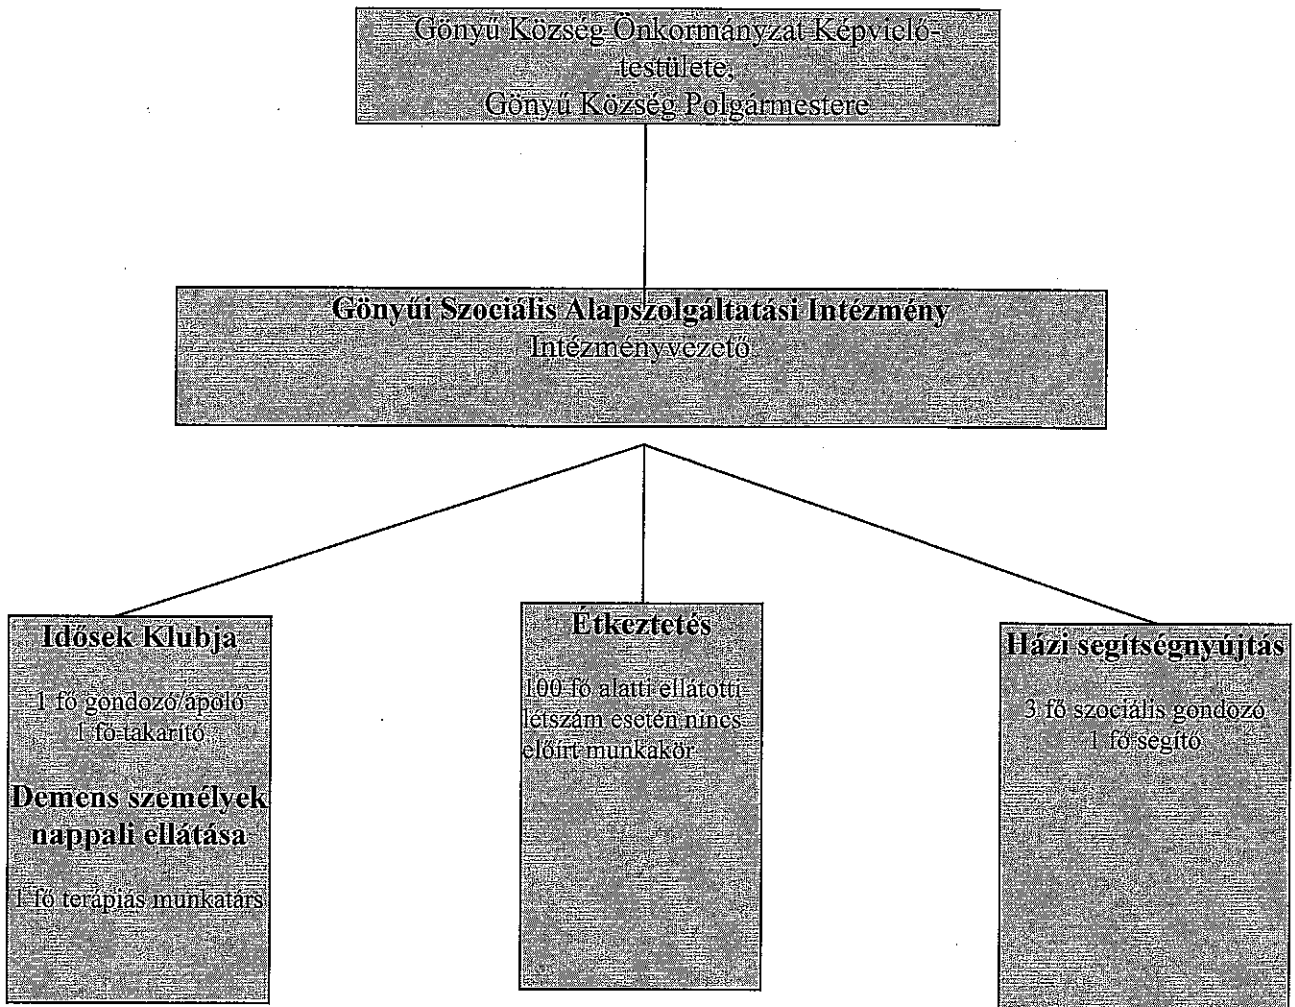 Gönyű Község Önkormányzat Képvielő-
testülete,
Gönyű Község Polgármestere
Gönyűi Szociális Alapszolgáltatási Intézmény
Intézményvezető
Idősek Klubja
1 fő gondozó/ápoló
1 fő takarító
Demens személyek
nappali ellátása
1 fő terápiás munkatárs
Étkeztetés
100 fő alatti ellátotti
létszám esetén nincs
előírt munkakör
Házi segítségnyújtás
3 fő szociális gondozó
1 fő segítő